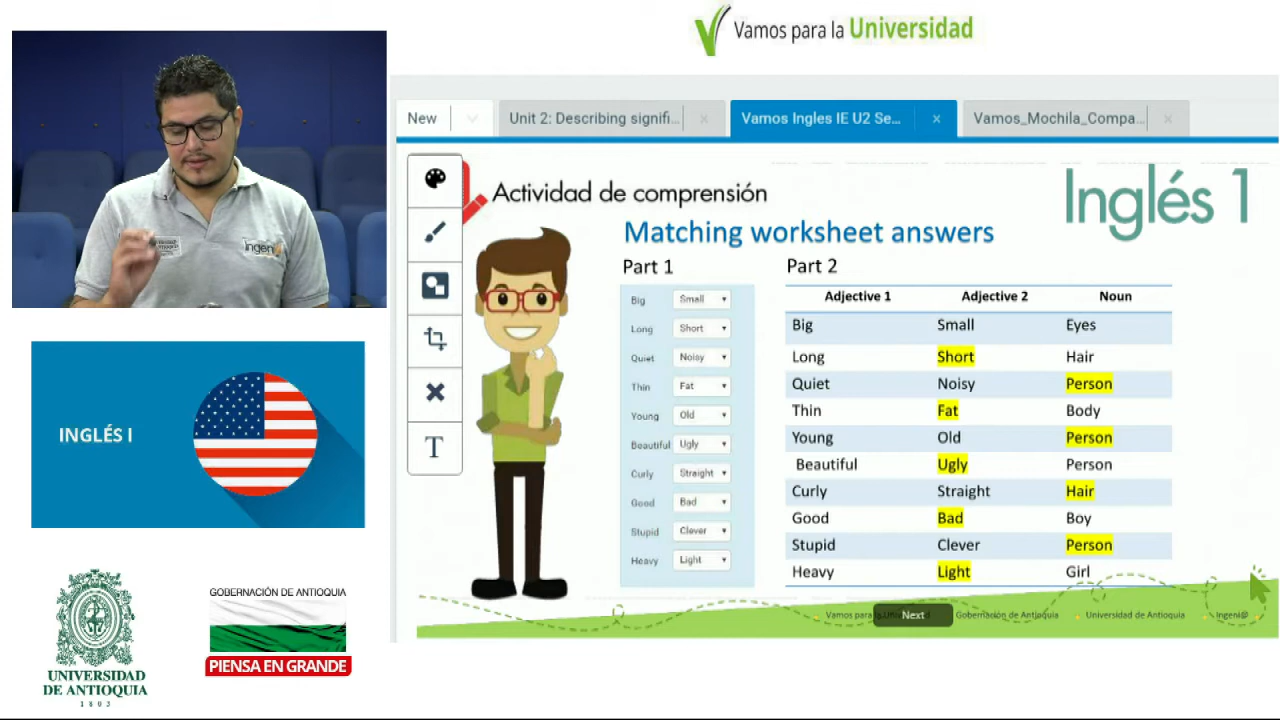 Vamos para la Universidad
New
Unit 2: Describing signifi...
Vamos Ingles IE U2 Se...
Vamos_Mochila_Compa...
Actividad de comprensión
Inglés 1
Matching worksheet answers
Part 1
Big Small
Long Short
Quiet Noisy
Thin Fat
Young Old
Beautiful Ugly
Curly Straight
Good Bad
Stupid Clever
Heavy Light
Part 2
Adjective 1 Adjective 2 Noun
Big Small Eyes
Long Short Hair
Quiet Noisy Person
Thin Fat Body
Young Old Person
Beautiful Ugly Person
Curly Straight Hair
Good Bad Boy
Stupid Clever Person
Heavy Light Girl
T
Vamos para
Next
Gobernación de Antioquia
Universidad de Antioquia
Ingeni@
ingeni@
INGLÉS I
UNIVERSIDAD
DE ANTIOQUIA
1803
GOBERNACIÓN DE ANTIOQUIA
PIENSA EN GRANDE